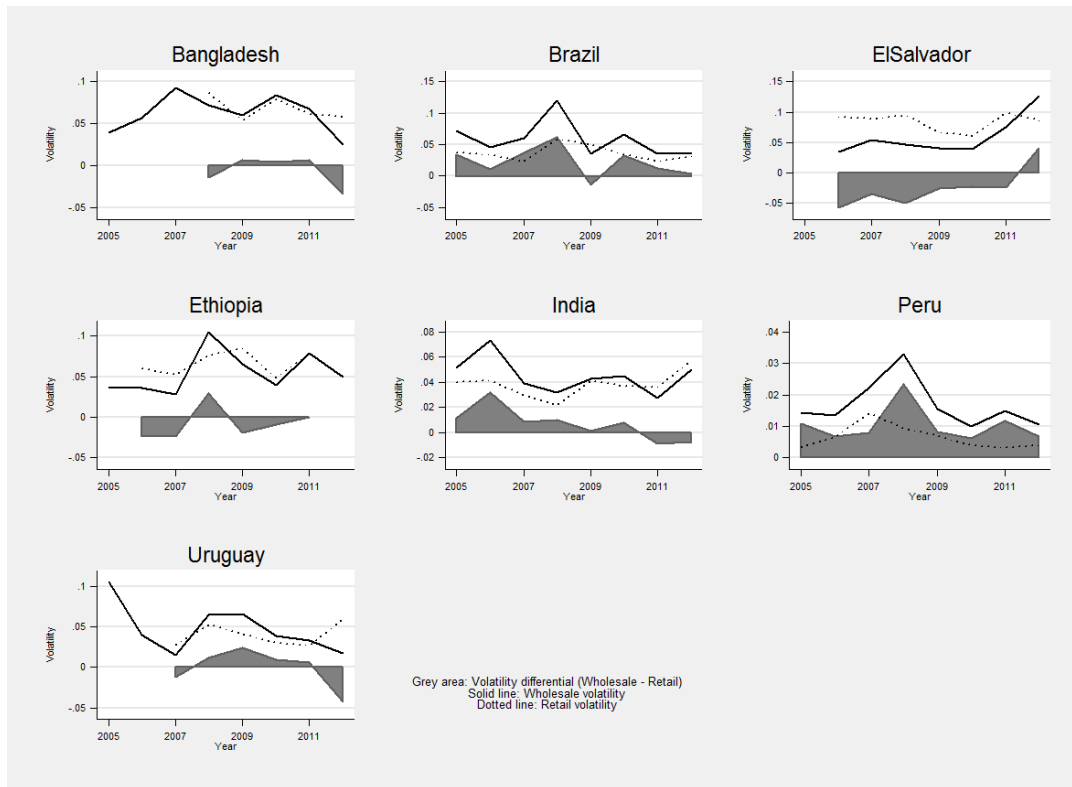 Bangladesh
Volatility
.1
.05
0
-.05
2005 2007 2009 2011
Year
Brazil
Volatility
.15
.1
.05
0
-.05
2005 2007 2009 2011
Year
ElSalvador
Volatility
.15
.1
.05
0
-.05
2005 2007 2009 2011
Year
Ethiopia
Volatility
.1
.05
0
-.05
2005 2007 2009 2011
Year
India
Volatility
.08
.06
.04
.02
0
-.02
2005 2007 2009 2011
Year
Peru
Volatility
.04
.03
.02
.01
0
2005 2007 2009 2011
Year
Uruguay
Volatility
.1
.05
0
-.05
2005 2007 2009 2011
Year
Grey area: Volatility differential (Wholesale - Retail)
Solid line: Wholesale volatility
Dotted line: Retail volatility